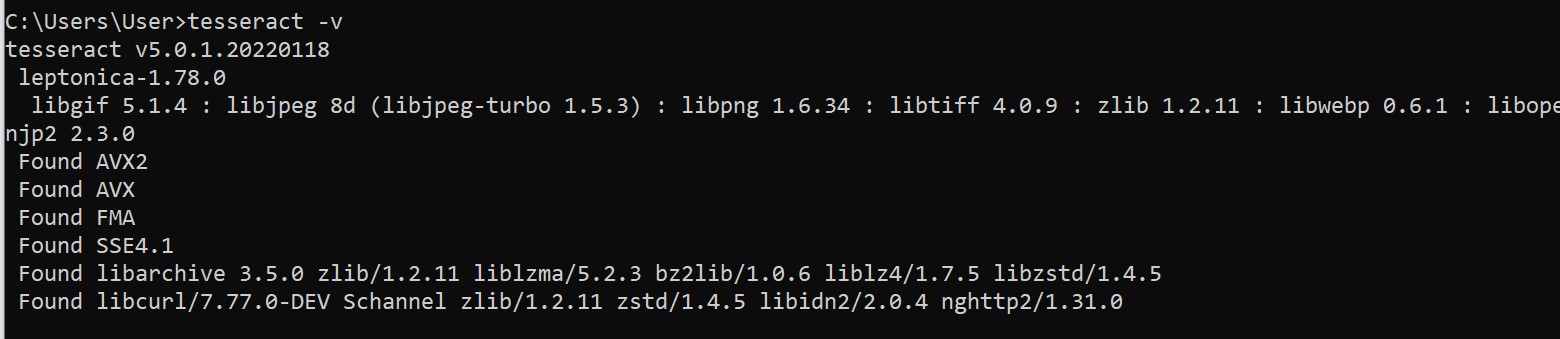 C:\Users\User>tesseract -v
tesseract v5.0.1.20220118
 leptonica-1.78.0
  libgif 5.1.4 : libjpeg 8d (libjpeg-turbo 1.5.3) : libpng 1.6.34 : libtiff 4.0.9 : zlib 1.2.11 : libwebp 0.6.1 : libope
njp2 2.3.0
 Found AVX2
 Found AVX
 Found FMA
 Found SSE4.1
 Found libarchive 3.5.0 zlib/1.2.11 liblzma/5.2.3 bz2lib/1.0.6 liblz4/1.7.5 libzstd/1.4.5
 Found libcurl/7.77.0-DEV Schannel zlib/1.2.11 zstd/1.4.5 libidn2/2.0.4 nghttp2/1.31.0